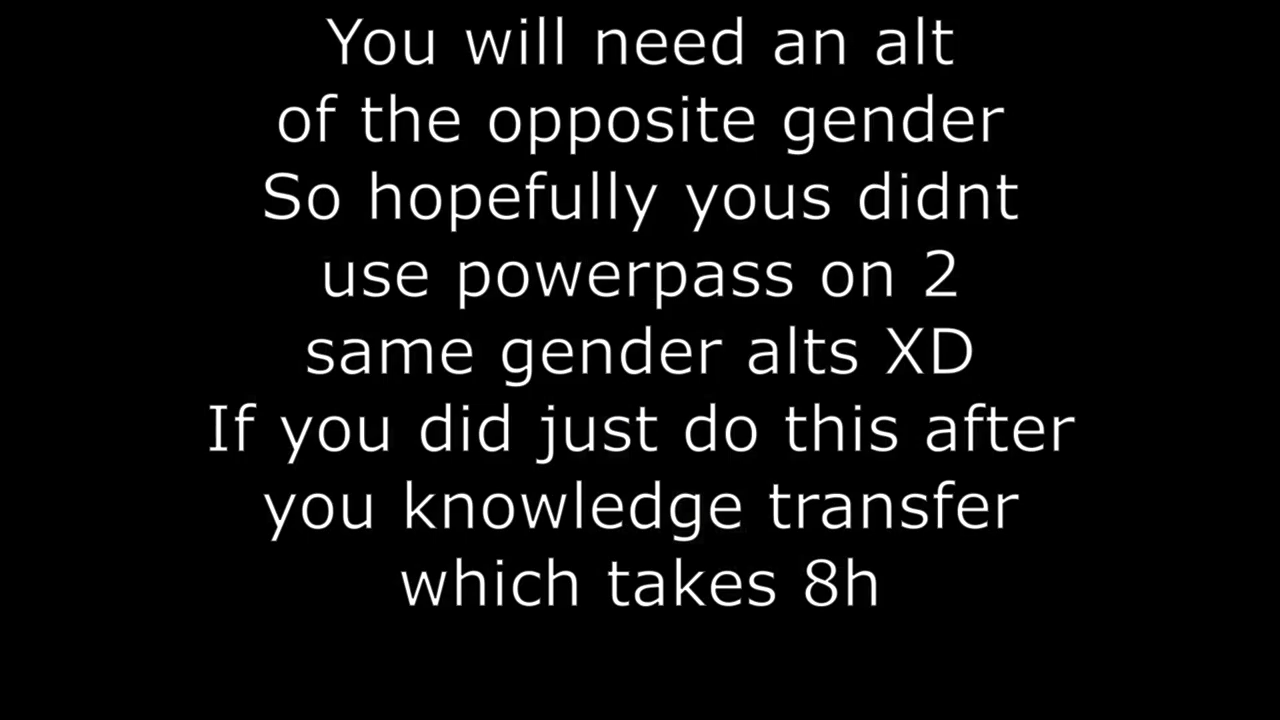 You will need an alt
of the opposite gender
So hopefully yous didnt
use powerpass on 2
same gender alts XD
If you did just do this after
you knowledge transfer
which takes 8h